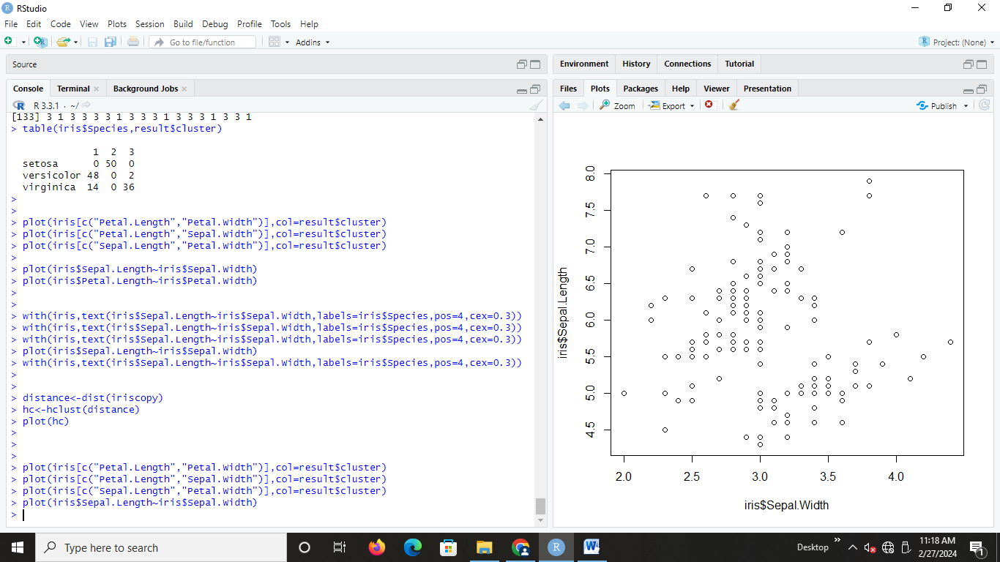 RStudio
File Edit Code View Plots Session Build Debug Profile Tools Help
Go to file/function Addins Project: (None)
Source
Console Terminal Background Jobs
R 3.3.1 · ~/
[133] 3 1 3 3 3 3 1 3 3 3 1 3 3 3 1 3 3 1
> table(iris$Species,result$cluster)
1 2 3
setosa 0 50 0
versicolor 48 0 2
virginica 14 0 36
>
>
> plot(iris[c("Petal.Length","Petal.Width")],col=result$cluster)
> plot(iris[c("Petal.Length","Sepal.Width")],col=result$cluster)
> plot(iris[c("Sepal.Length","Petal.Width")],col=result$cluster)
>
> plot(iris$Sepal.Length~iris$Sepal.Width)
> plot(iris$Petal.Length~iris$Petal.Width)
>
>
> with(iris,text(iris$Sepal.Length~iris$Sepal.Width,labels=iris$Species,pos=4,cex=0.3))
> with(iris,text(iris$Sepal.Length~iris$Sepal.Width,labels=iris$Species,pos=4,cex=0.3))
> with(iris,text(iris$Sepal.Length~iris$Sepal.Width,labels=iris$Species,pos=4,cex=0.3))
> plot(iris$Sepal.Length~iris$Sepal.Width)
> with(iris,text(iris$Sepal.Length~iris$Sepal.Width,labels=iris$Species,pos=4,cex=0.3))
>
>
> distance<-dist(iriscopy)
> hc<-hclust(distance)
> plot(hc)
>
>
>
> plot(iris[c("Petal.Length","Petal.Width")],col=result$cluster)
> plot(iris[c("Petal.Length","Sepal.Width")],col=result$cluster)
> plot(iris[c("Sepal.Length","Petal.Width")],col=result$cluster)
> plot(iris$Sepal.Length~iris$Sepal.Width)
>
Environment History Connections Tutorial
Files Plots Packages Help Viewer Presentation
Zoom Export Publish
8.0
7.5
7.0
6.5
6.0
5.5
5.0
4.5
iris$Sepal.Length
2.0 2.5 3.0 3.5 4.0
iris$Sepal.Width
Type here to search
Desktop
11:18 AM
2/27/2024
1